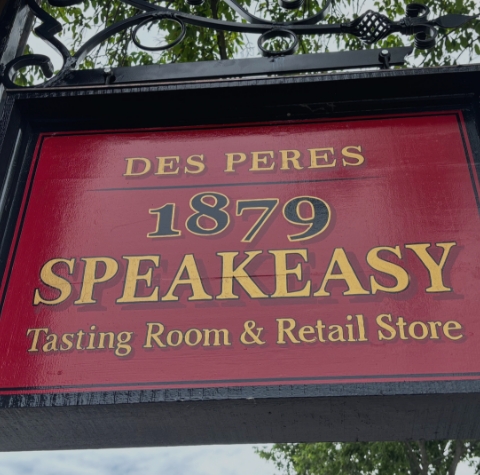 DES PERES
1879
SPEAKEASY
Tasting Room & Retail Store